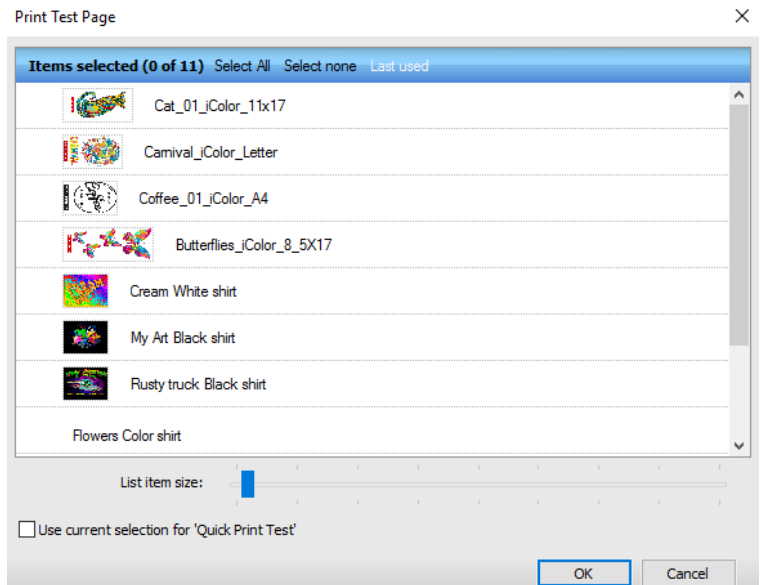 Print Test Page
Items selected (0 of 11) Select All Select none Last used
Cat_01_iColor_11x17
Carnival_iColor_Letter
Coffee_01_iColor_A4
Butterflies_iColor_8_5X17
Cream White shirt
My Art Black shirt
Rusty truck Black shirt
Flowers Color shirt
List item size:
Use current selection for 'Quick Print Test'
OK Cancel